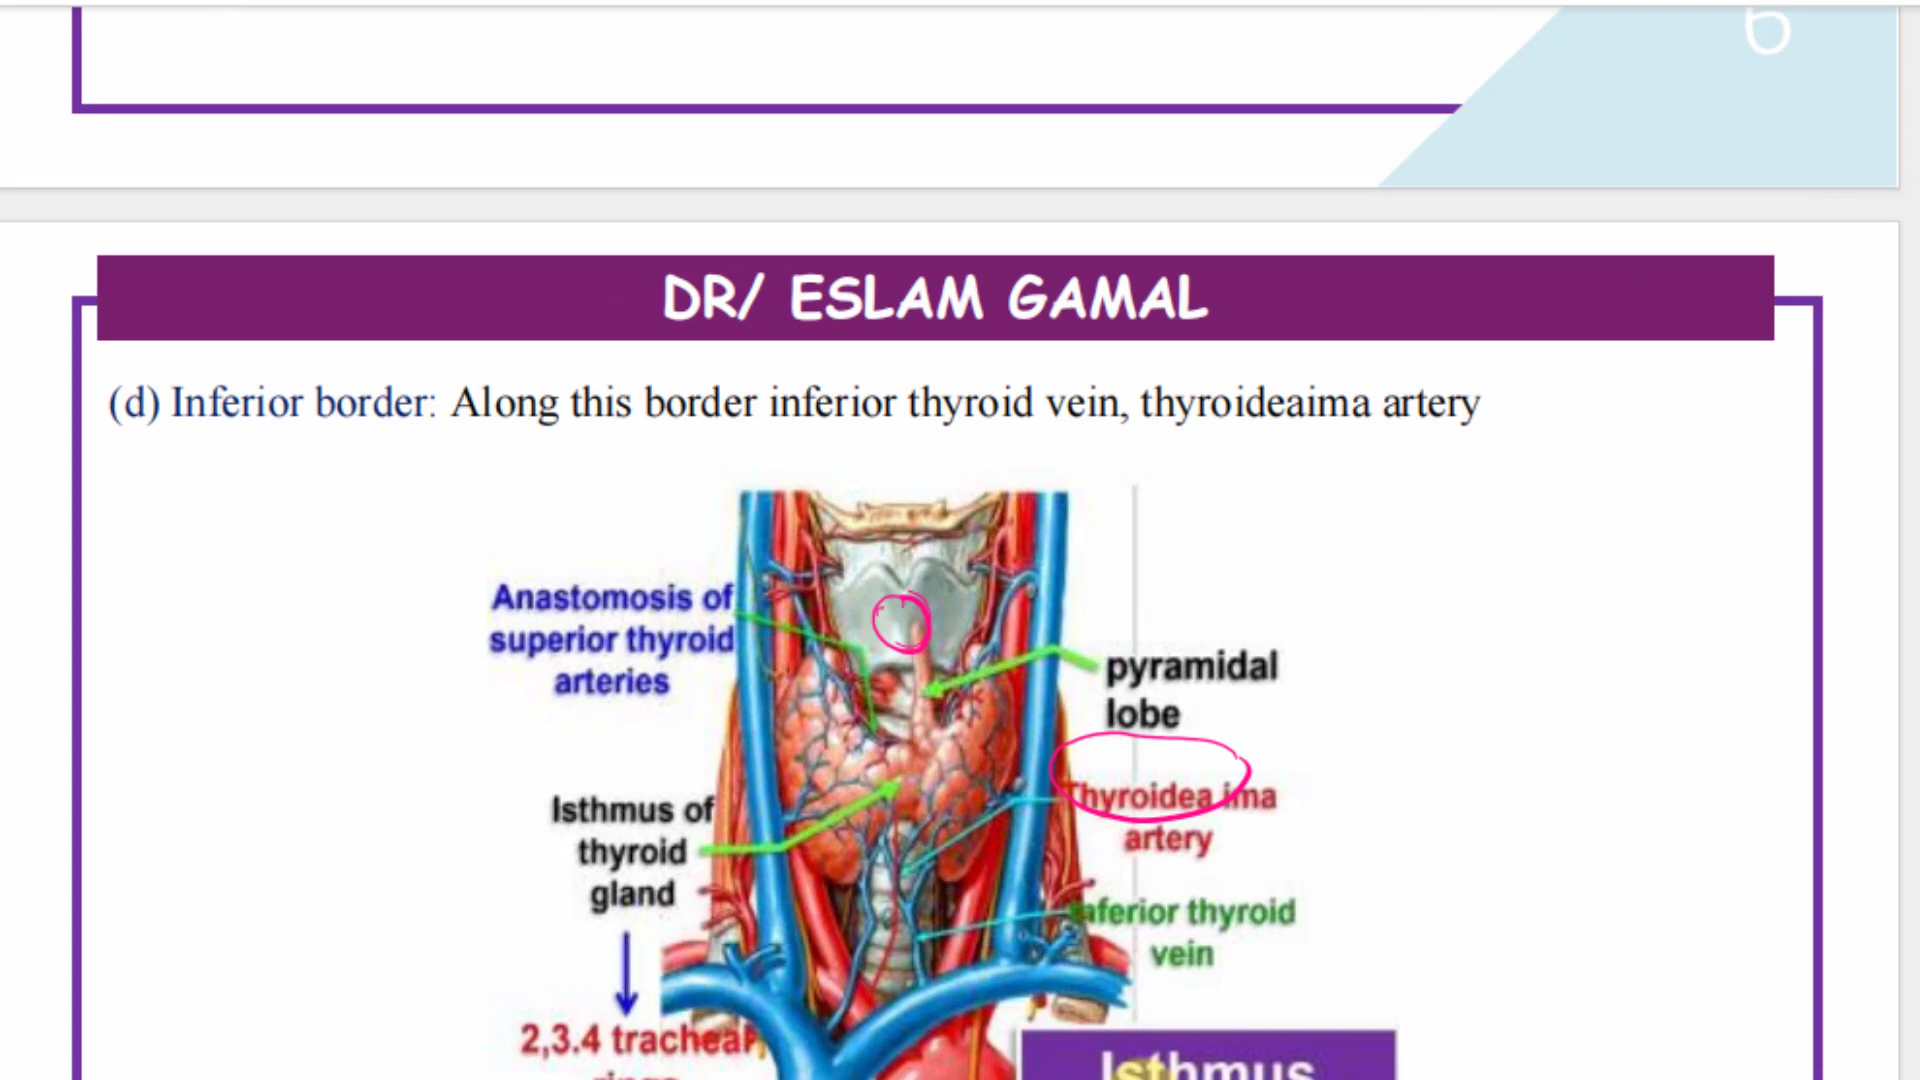 6
DR/ ESLAM GAMAL
(d) Inferior border: Along this border inferior thyroid vein, thyroideaima artery
Anastomosis of
superior thyroid
arteries
pyramidal
lobe
Isthmus of
thyroid
gland
Thyroidea ima
artery
Inferior thyroid
vein
2,3.4 tracheal
rings
Isthmus